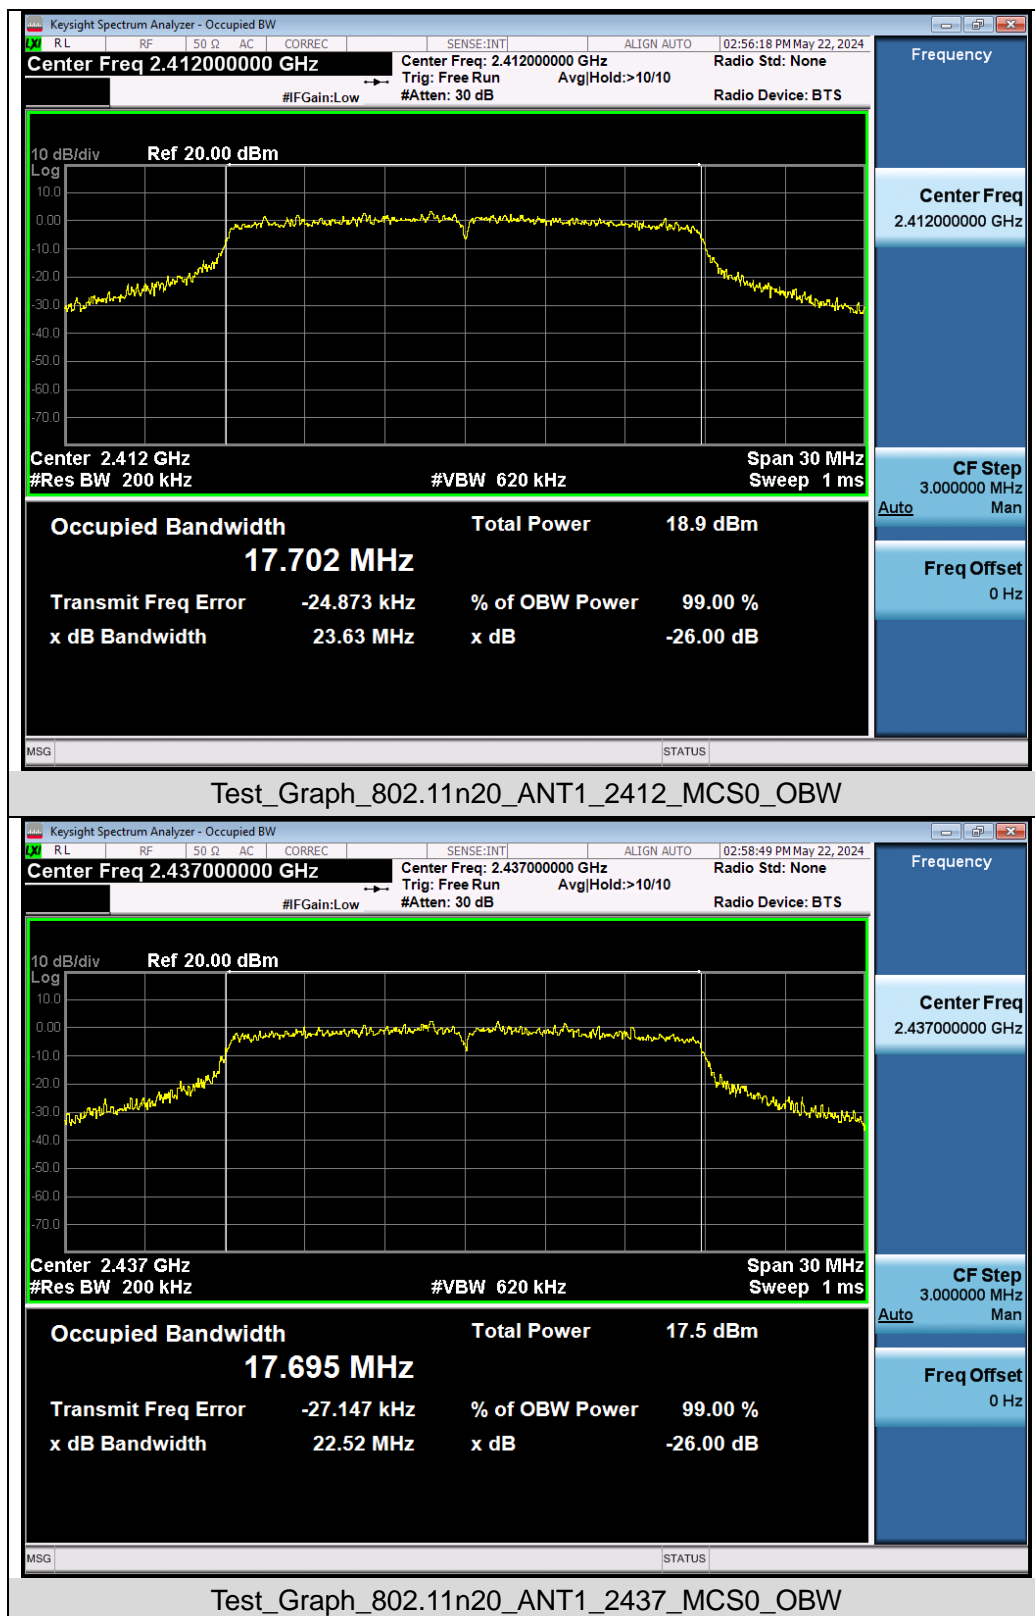 Keysight Spectrum Analyzer - Occupied BW
LXI RL RF 50 Ω AC CORREC SENSE:INT ALIGN AUTO 02:56:18 PM May 22, 2024
Center Freq 2.412000000 GHz Center Freq: 2.412000000 GHz Radio Std: None Frequency
Trig: Free Run Avg|Hold:>10/10
#IFGain:Low #Atten: 30 dB Radio Device: BTS
10 dB/div Ref 20.00 dBm
Log
10.0
0.00
-10.0
-20.0
-30.0
-40.0
-50.0
-60.0
-70.0
Center Freq
2.412000000 GHz
Center 2.412 GHz Span 30 MHz
#Res BW 200 kHz #VBW 620 kHz Sweep 1 ms
CF Step
3.000000 MHz
Auto Man
Occupied Bandwidth Total Power 18.9 dBm
17.702 MHz
Freq Offset
0 Hz
Transmit Freq Error -24.873 kHz % of OBW Power 99.00 %
x dB Bandwidth 23.63 MHz x dB -26.00 dB
MSG STATUS
Test_Graph_802.11n20_ANT1_2412_MCS0_OBW
Keysight Spectrum Analyzer - Occupied BW
LXI RL RF 50 Ω AC CORREC SENSE:INT ALIGN AUTO 02:58:49 PM May 22, 2024
Center Freq 2.437000000 GHz Center Freq: 2.437000000 GHz Radio Std: None Frequency
Trig: Free Run Avg|Hold:>10/10
#IFGain:Low #Atten: 30 dB Radio Device: BTS
10 dB/div Ref 20.00 dBm
Log
10.0
0.00
-10.0
-20.0
-30.0
-40.0
-50.0
-60.0
-70.0
Center Freq
2.437000000 GHz
Center 2.437 GHz Span 30 MHz
#Res BW 200 kHz #VBW 620 kHz Sweep 1 ms
CF Step
3.000000 MHz
Auto Man
Occupied Bandwidth Total Power 17.5 dBm
17.695 MHz
Freq Offset
0 Hz
Transmit Freq Error -27.147 kHz % of OBW Power 99.00 %
x dB Bandwidth 22.52 MHz x dB -26.00 dB
MSG STATUS
Test_Graph_802.11n20_ANT1_2437_MCS0_OBW